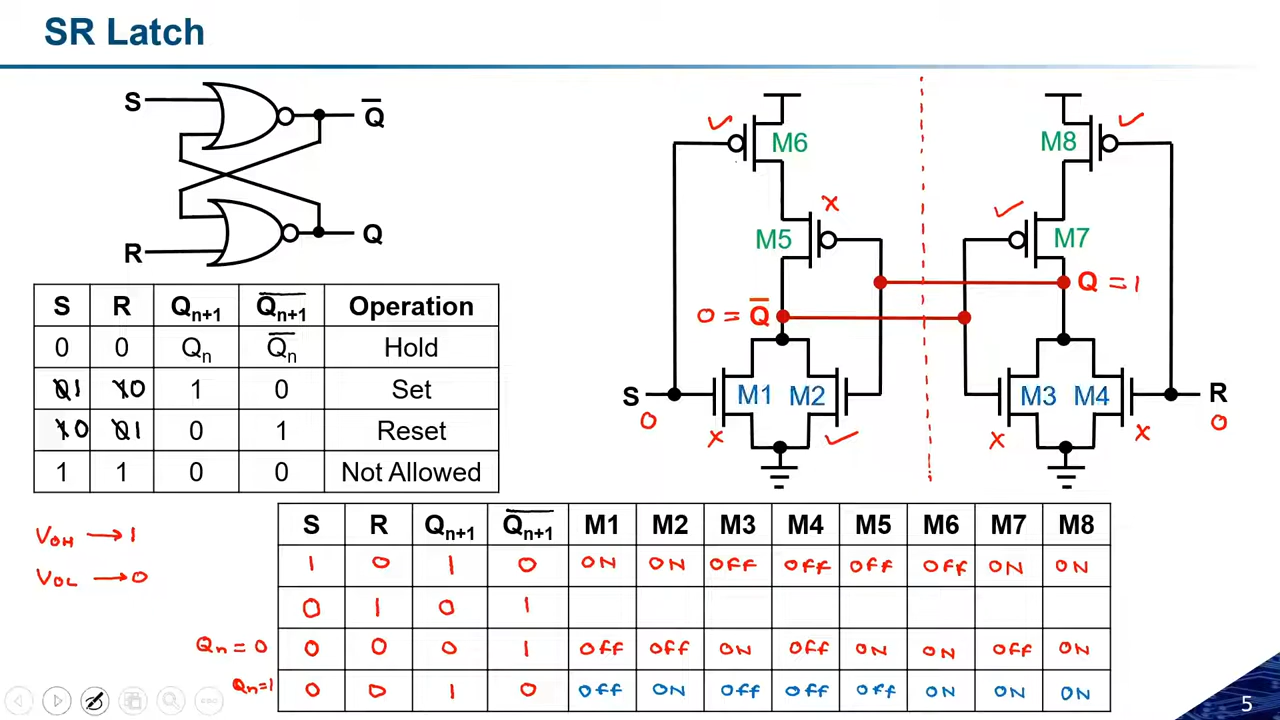 SR Latch
S
Q̅
Q
R
S R Qn+1 Q̅n+1 Operation
0 0 Qn Q̅n Hold
0 1 1 0 1 0 Set
1 0 0 1 0 1 Reset
1 1 0 0 Not Allowed
✓ M6 M8 ✓
x ✓
M5 M7
0 = Q̅ Q = 1
S M1 M2 M3 M4 R
0 x ✓ x x 0
VOH → 1
VOL → 0
S R Qn+1 Q̅n+1 M1 M2 M3 M4 M5 M6 M7 M8
1 0 1 0 ON ON OFF OFF OFF OFF ON ON
0 1 0 1
Qn = 0 0 0 0 1 OFF OFF ON OFF ON ON OFF ON
Qn=1 0 0 1 0 OFF ON OFF OFF OFF ON ON ON
5